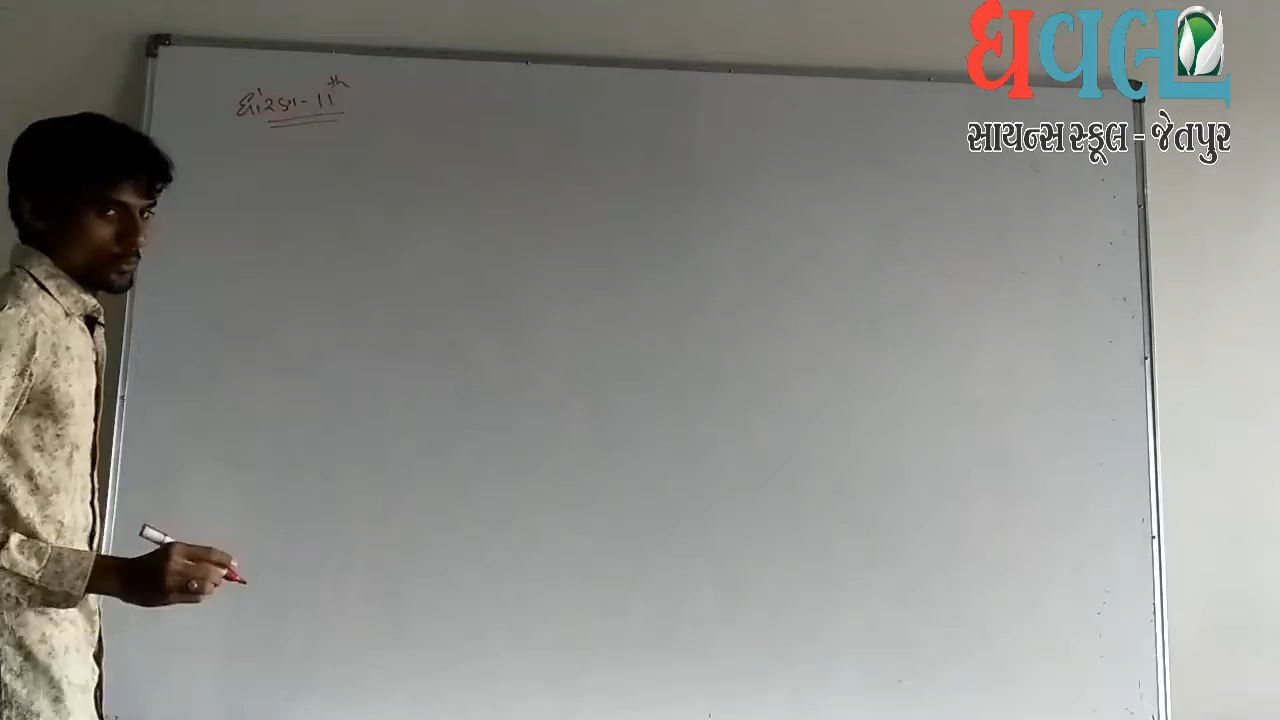 ધોરણ - 11th
ધવલ
સાયન્સ સ્કૂલ - જેતપુર